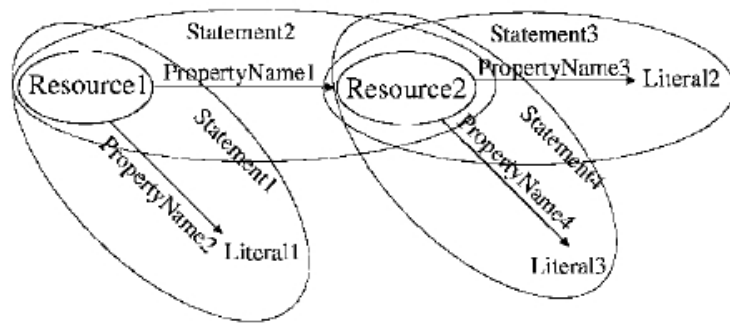 Statement2
Statement3
PropertyName1
PropertyName3
Resource1
Resource2
Literal2
Statement1
Statement4
PropertyName2
PropertyName4
Literal1
Literal3